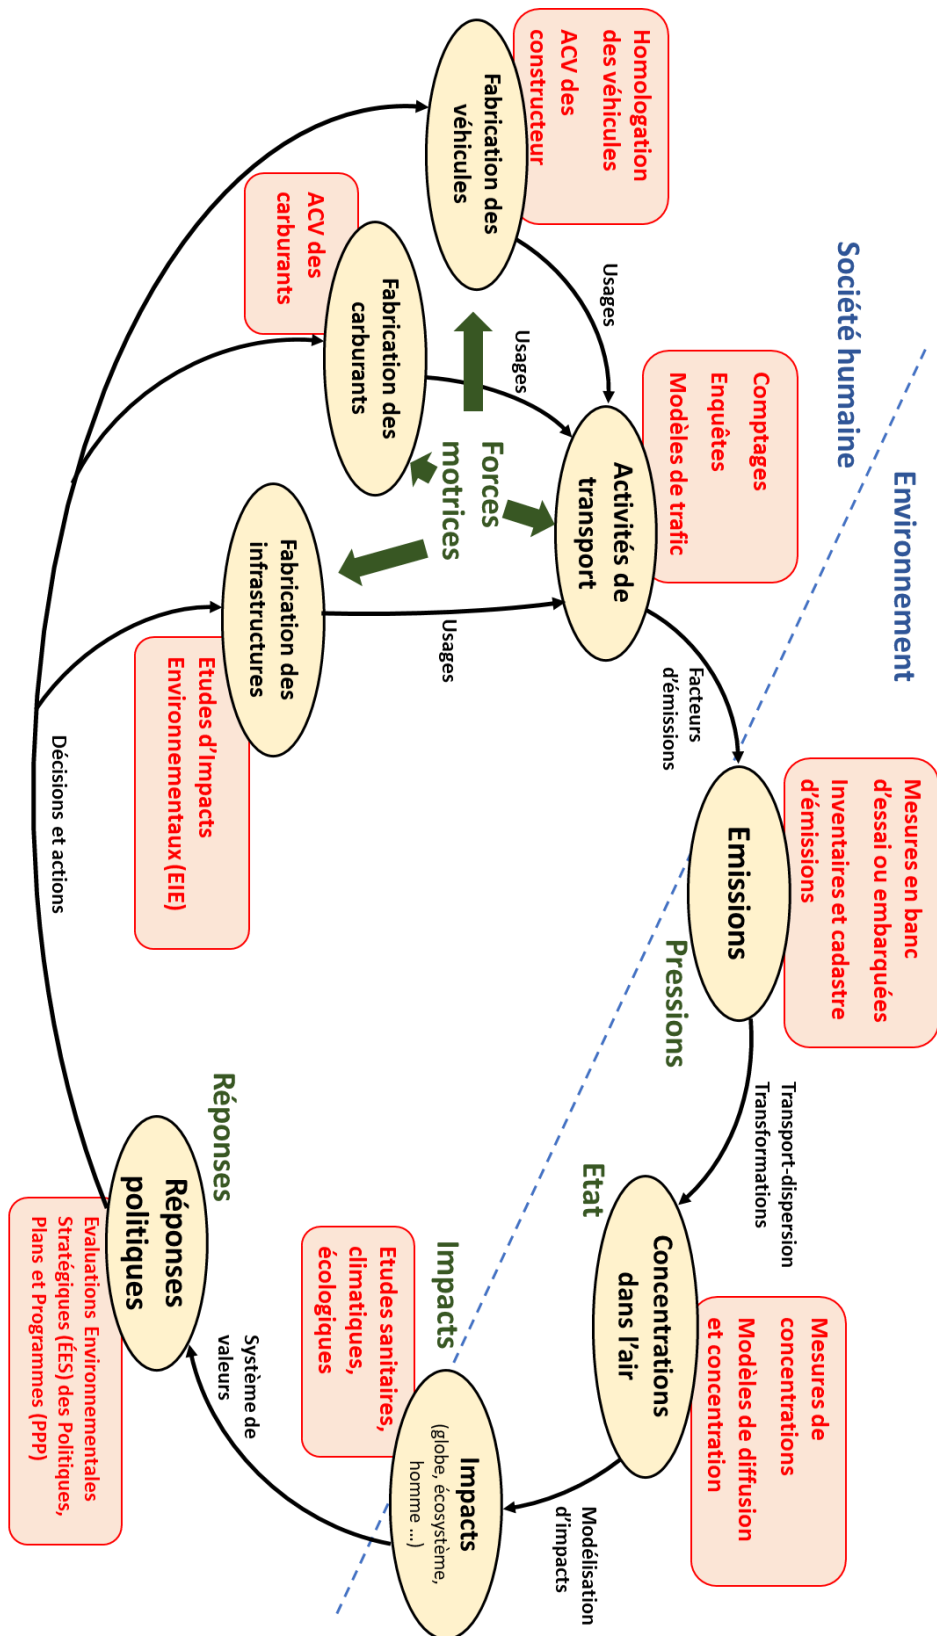 Société humaine
Environnement
Homologation
des véhicules
ACV des
constructeur
Fabrication des
véhicules
Usages
ACV des
carburants
Fabrication des
carburants
Usages
Comptages
Enquêtes
Modèles de trafic
Activités de
transport
Forces
motrices
Fabrication des
infrastructures
Usages
Etudes d'Impacts
Environnementaux (EIE)
Facteurs
d'émissions
Mesures en banc
d'essai ou embarquées
Inventaires et cadastre
d'émissions
Emissions
Pressions
Transport-dispersion
Transformations
Mesures de
concentrations
Modèles de diffusion
et concentration
Concentrations
dans l'air
Etat
Modélisation
d'impacts
Impacts
(globe, écosystème,
homme ...)
Impacts
Etudes sanitaires,
climatiques,
écologiques
Système de
valeurs
Réponses
Réponses
politiques
Evaluations Environnementales
Stratégiques (ÉES) des Politiques,
Plans et Programmes (PPP)
Décisions et actions